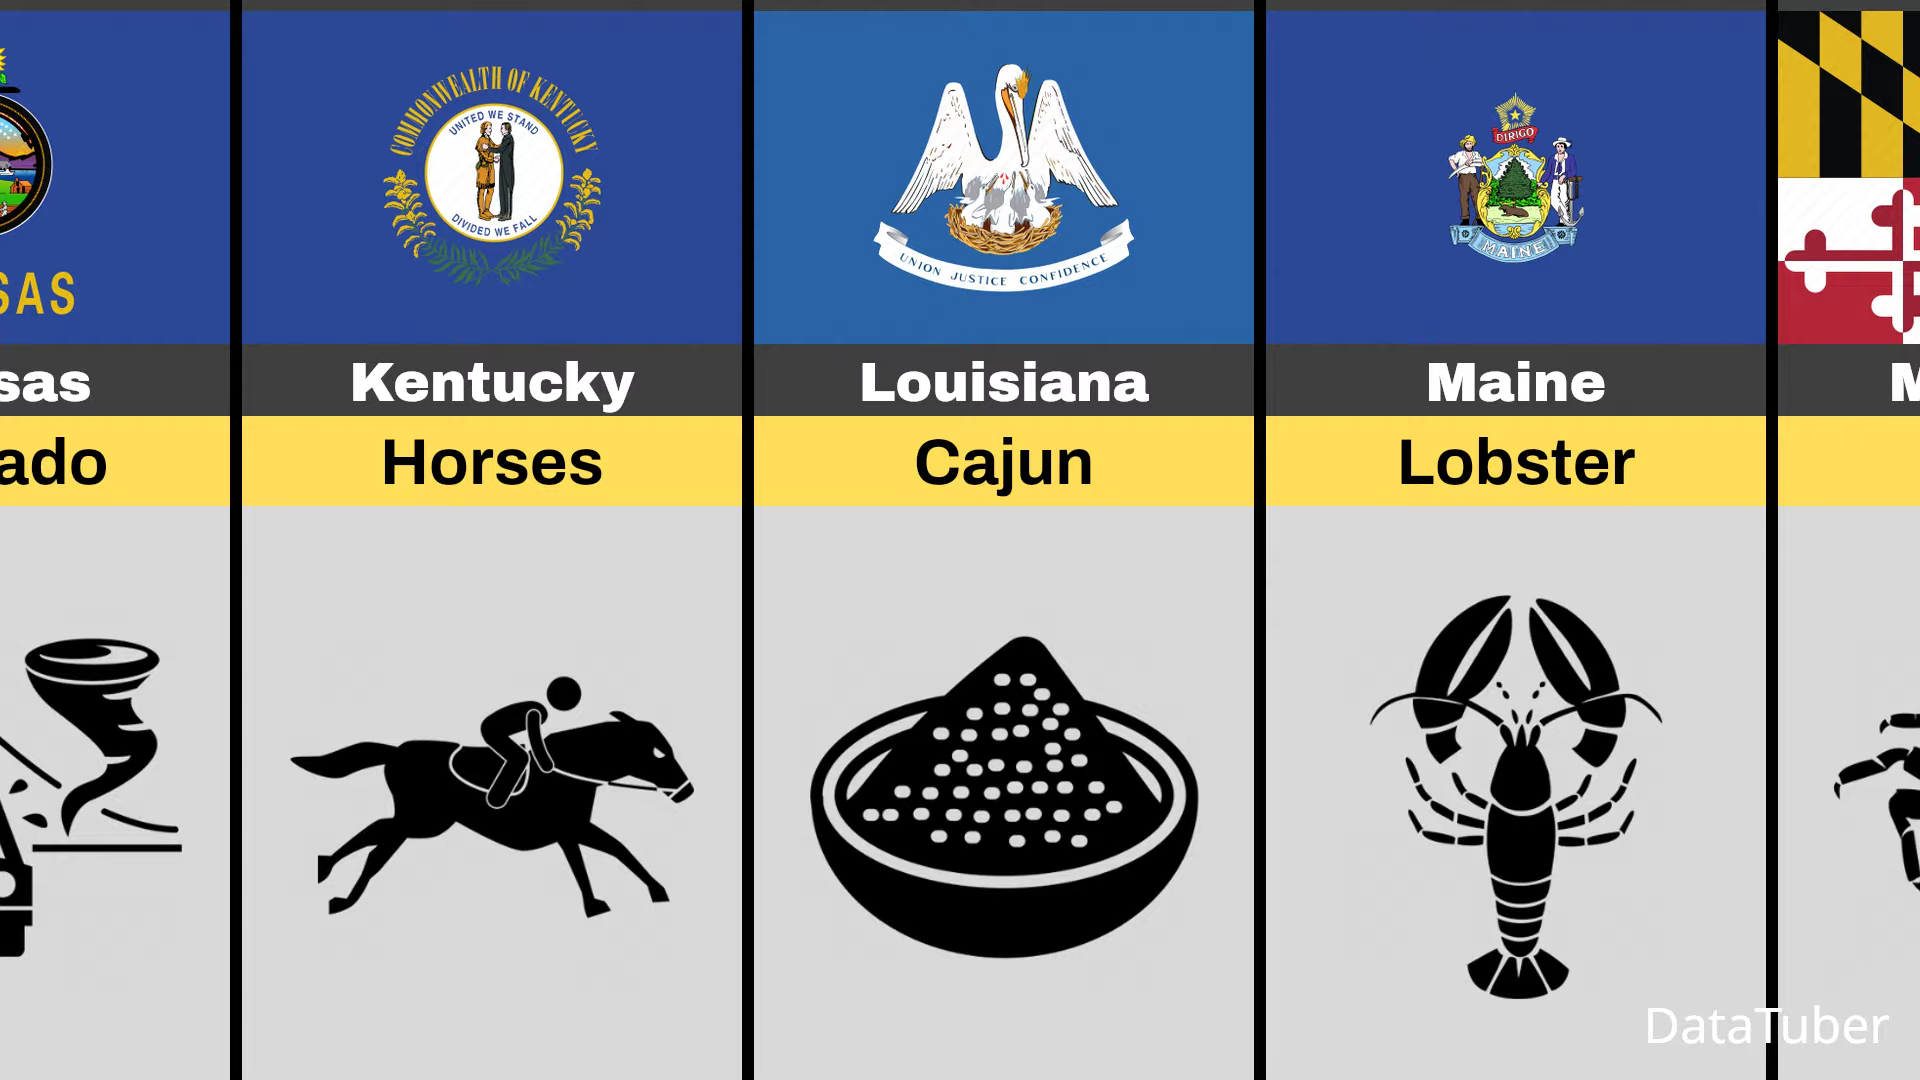 SAS
sas
ado
COMMONWEALTH OF KENTUCKY
UNITED WE STAND
DIVIDED WE FALL
Kentucky
Horses
UNION JUSTICE CONFIDENCE
Louisiana
Cajun
DIRIGO
MAINE
Maine
Lobster
M
DataTuber